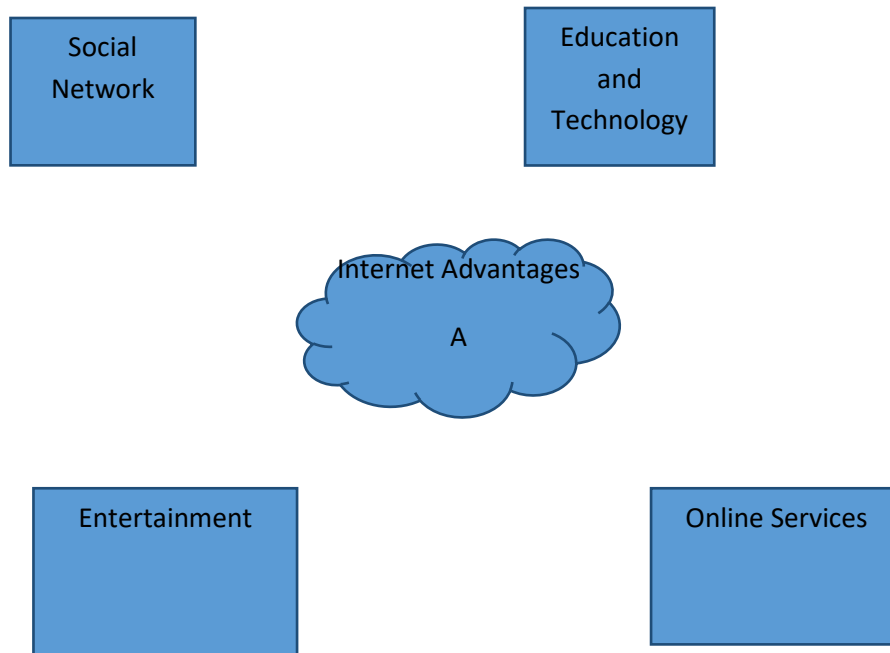 Social
Network
Education
and
Technology
Internet Advantages
A
Entertainment
Online Services